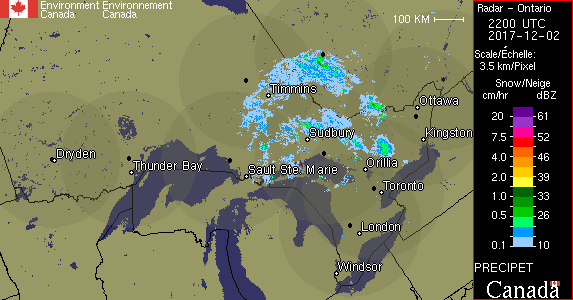 Environment Environnement
Canada Canada
100 KM
Radar - Ontario
2200 UTC
2017-12-02
Scale/Échelle:
3.5 km/Pixel
Snow/Neige
cm/hr dBZ
20 61
7.5 52
4.0 46
2.0 39
1.0 33
0.5 26
0.1 10
Timmins
Ottawa
Sudbury
Kingston
Dryden
Thunder Bay
Sault Ste. Marie
Orillia
Toronto
London
Windsor
PRECIPET
Canada